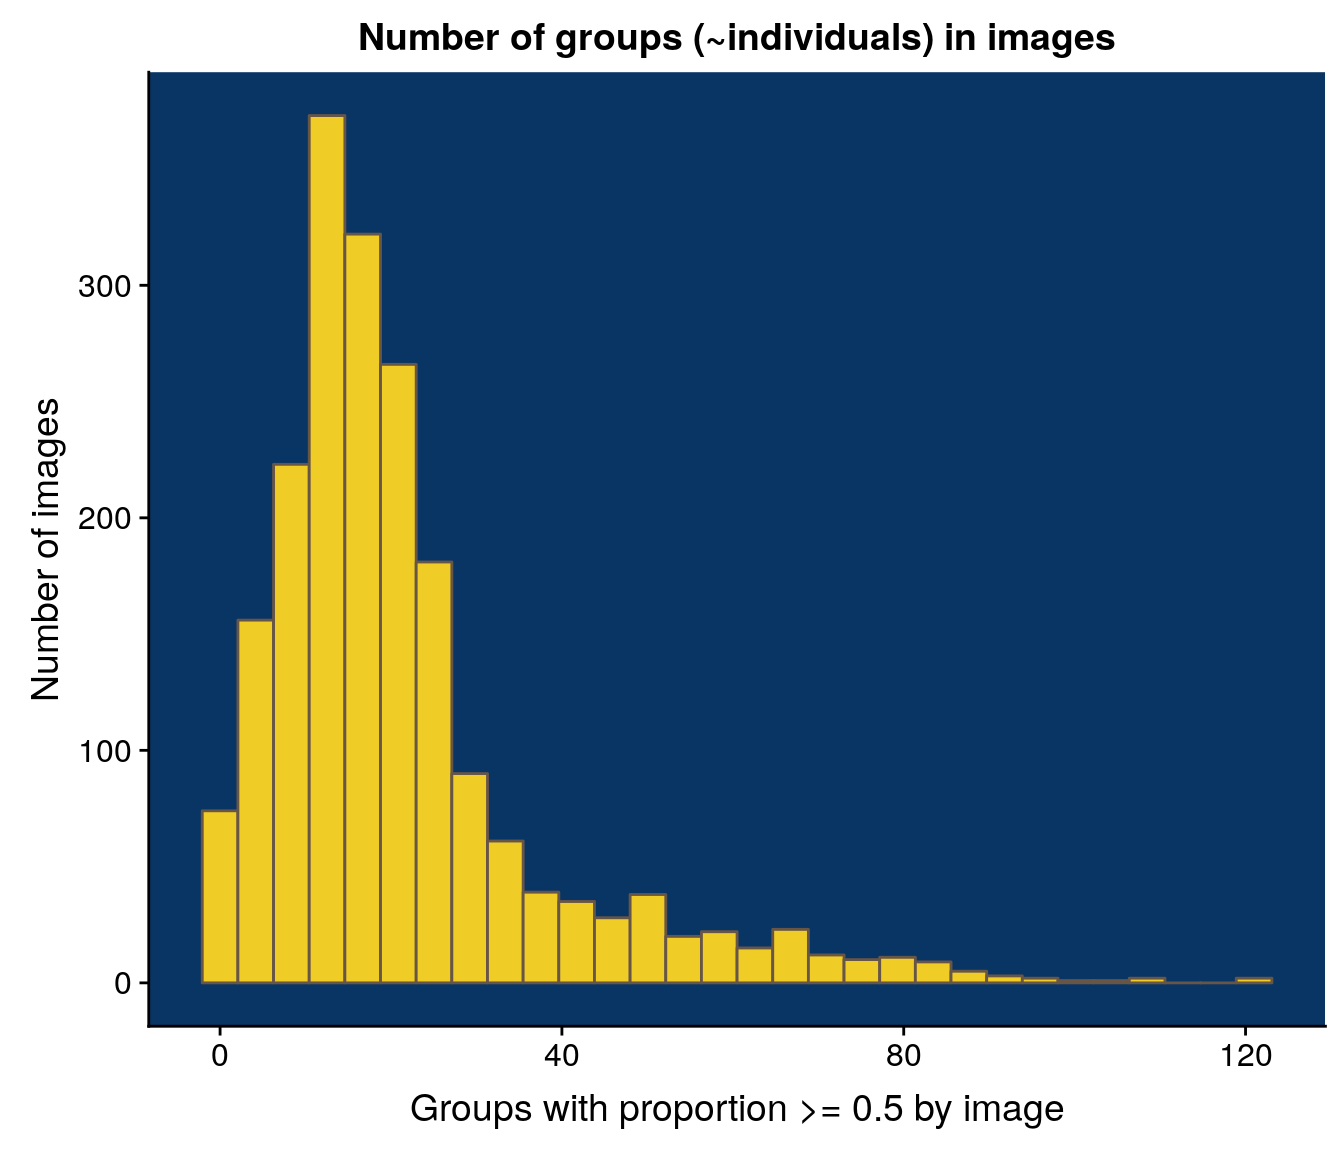 Number of groups (~individuals) in images
Number of images
300
200
100
0
0 40 80 120
Groups with proportion >= 0.5 by image